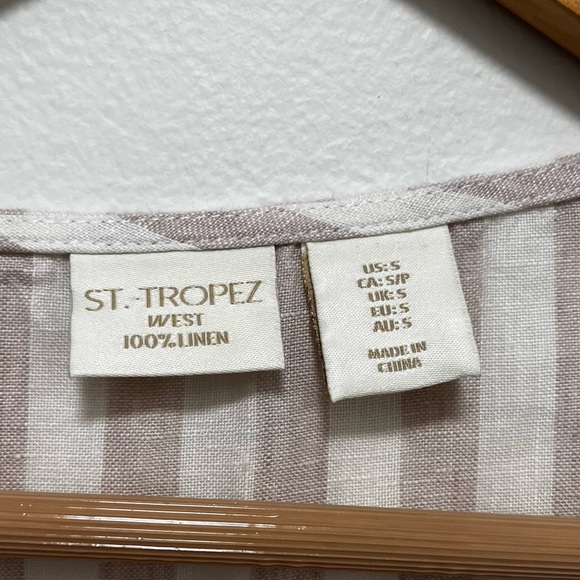 ST.-TROPEZ
WEST
100% LINEN
US: S
CA: S/P
UK: S
EU: S
AU: S
MADE IN
CHINA